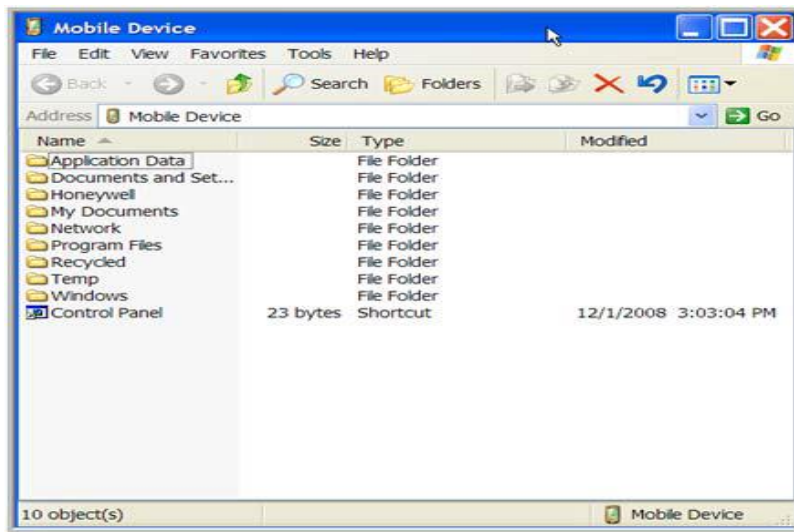 Mobile Device
File Edit View Favorites Tools Help
Back Search Folders
Address Mobile Device Go
Name Size Type Modified
Application Data File Folder
Documents and Set... File Folder
Honeywell File Folder
My Documents File Folder
Network File Folder
Program Files File Folder
Recycled File Folder
Temp File Folder
Windows File Folder
Control Panel 23 bytes Shortcut 12/1/2008 3:03:04 PM
10 object(s) Mobile Device